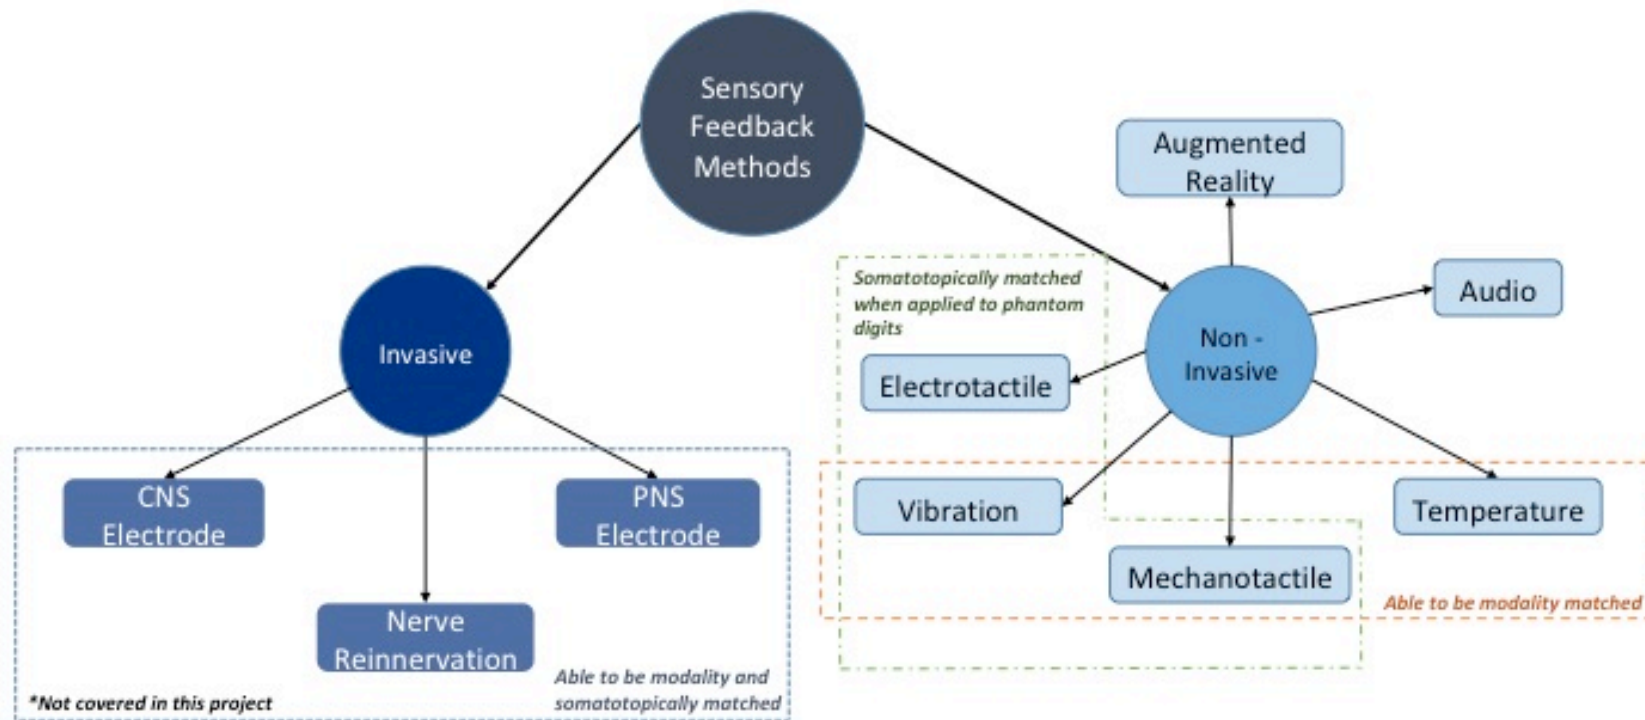 Sensory
Feedback
Methods
Augmented
Reality
Audio
Somatotopically matched
when applied to phantom
digits
Invasive
Non -
Invasive
Electrotactile
CNS
Electrode
PNS
Electrode
Vibration
Temperature
Mechanotactile
Able to be modality matched
Nerve
Reinnervation
Able to be modality and
somatotopically matched
*Not covered in this project